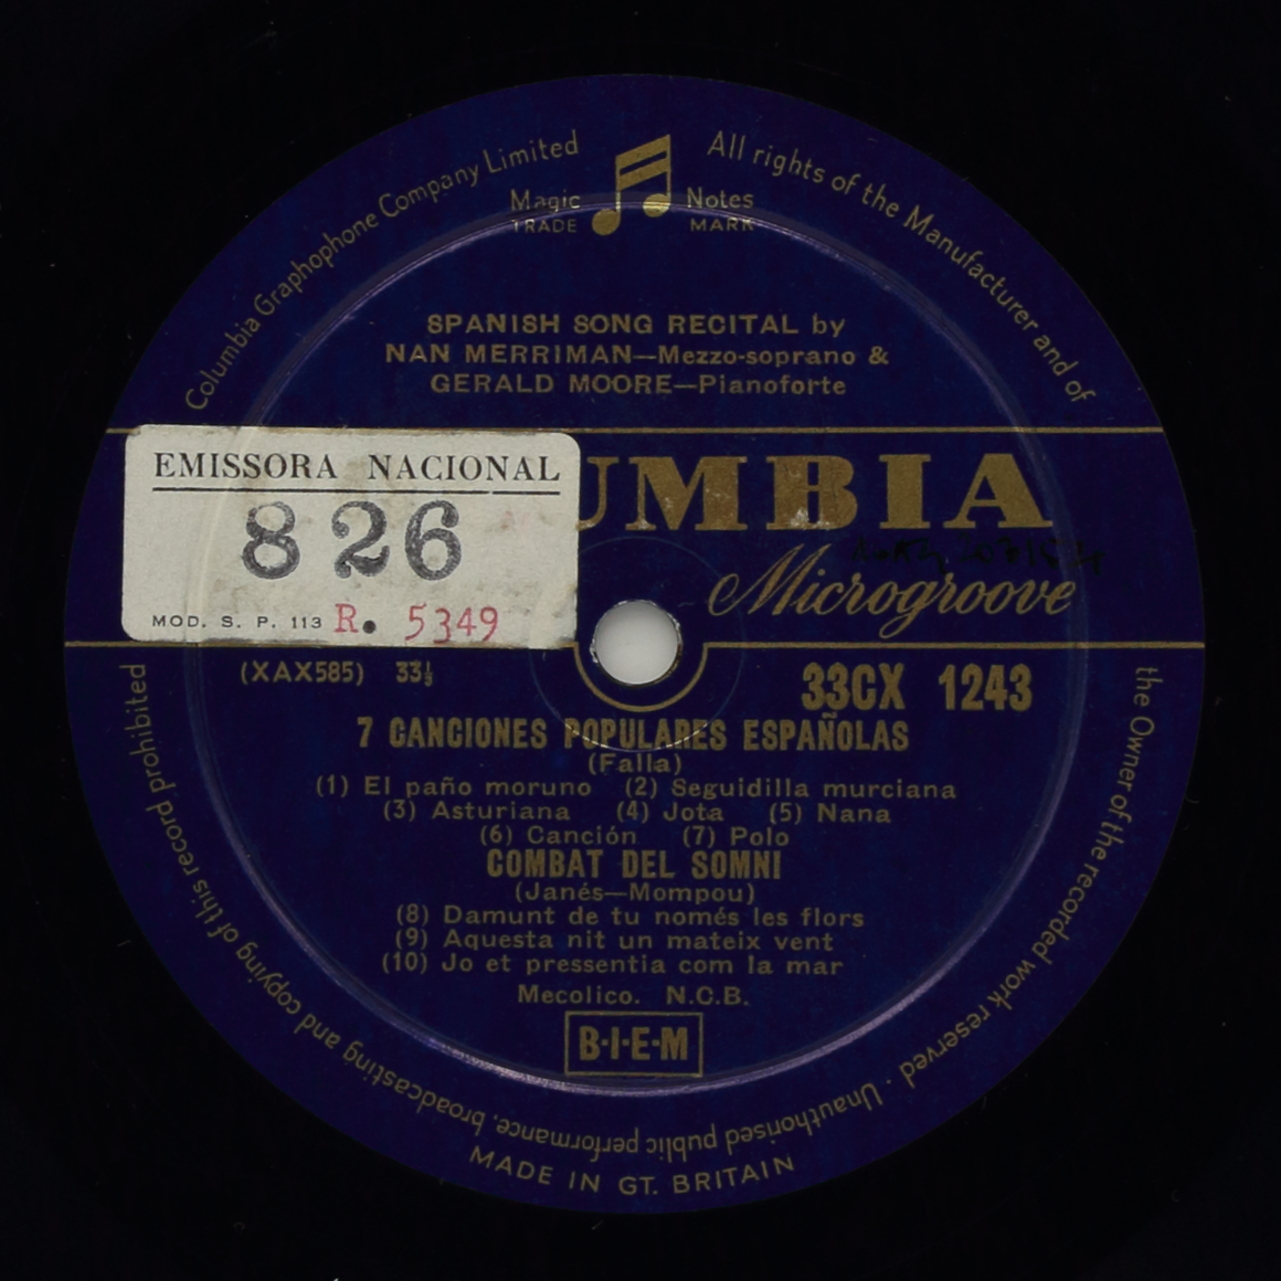 Columbia Graphophone Company Limited
All rights of the Manufacturer and of
the Owner of the recorded work reserved · Unauthorised public performance, broadcasting and copying of this record prohibited
Magic Notes
TRADE MARK
SPANISH SONG RECITAL by
NAN MERRIMAN—Mezzo-soprano &
GERALD MOORE—Pianoforte
EMISSORA NACIONAL
826
MOD. S. P. 113 R. 5349
UMBIA
Microgroove
(XAX585) 33⅓
33CX 1243
7 CANCIONES POPULARES ESPAÑOLAS
(Falla)
(1) El paño moruno (2) Seguidilla murciana
(3) Asturiana (4) Jota (5) Nana
(6) Canción (7) Polo
COMBAT DEL SOMNI
(Janés—Mompou)
(8) Damunt de tu només les flors
(9) Aquesta nit un mateix vent
(10) Jo et pressentia com la mar
Mecolico. N.C.B.
B·I·E·M
MADE IN GT. BRITAIN